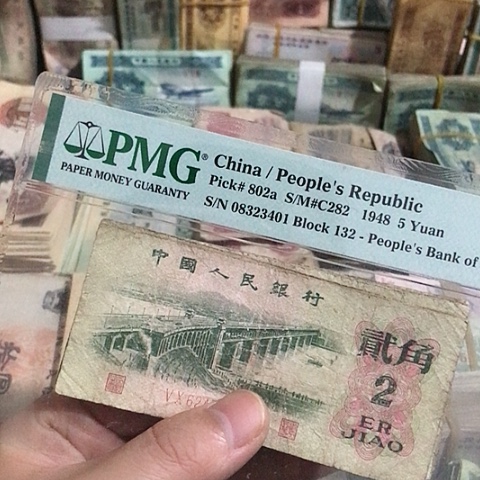 PMG®
PAPER MONEY GUARANTY
China / People's Republic
Pick# 802a S/M#C282 1948 5 Yuan
S/N 08323401 Block 132 - People's Bank of
中國人民銀行
貳角
2
ER
JIAO